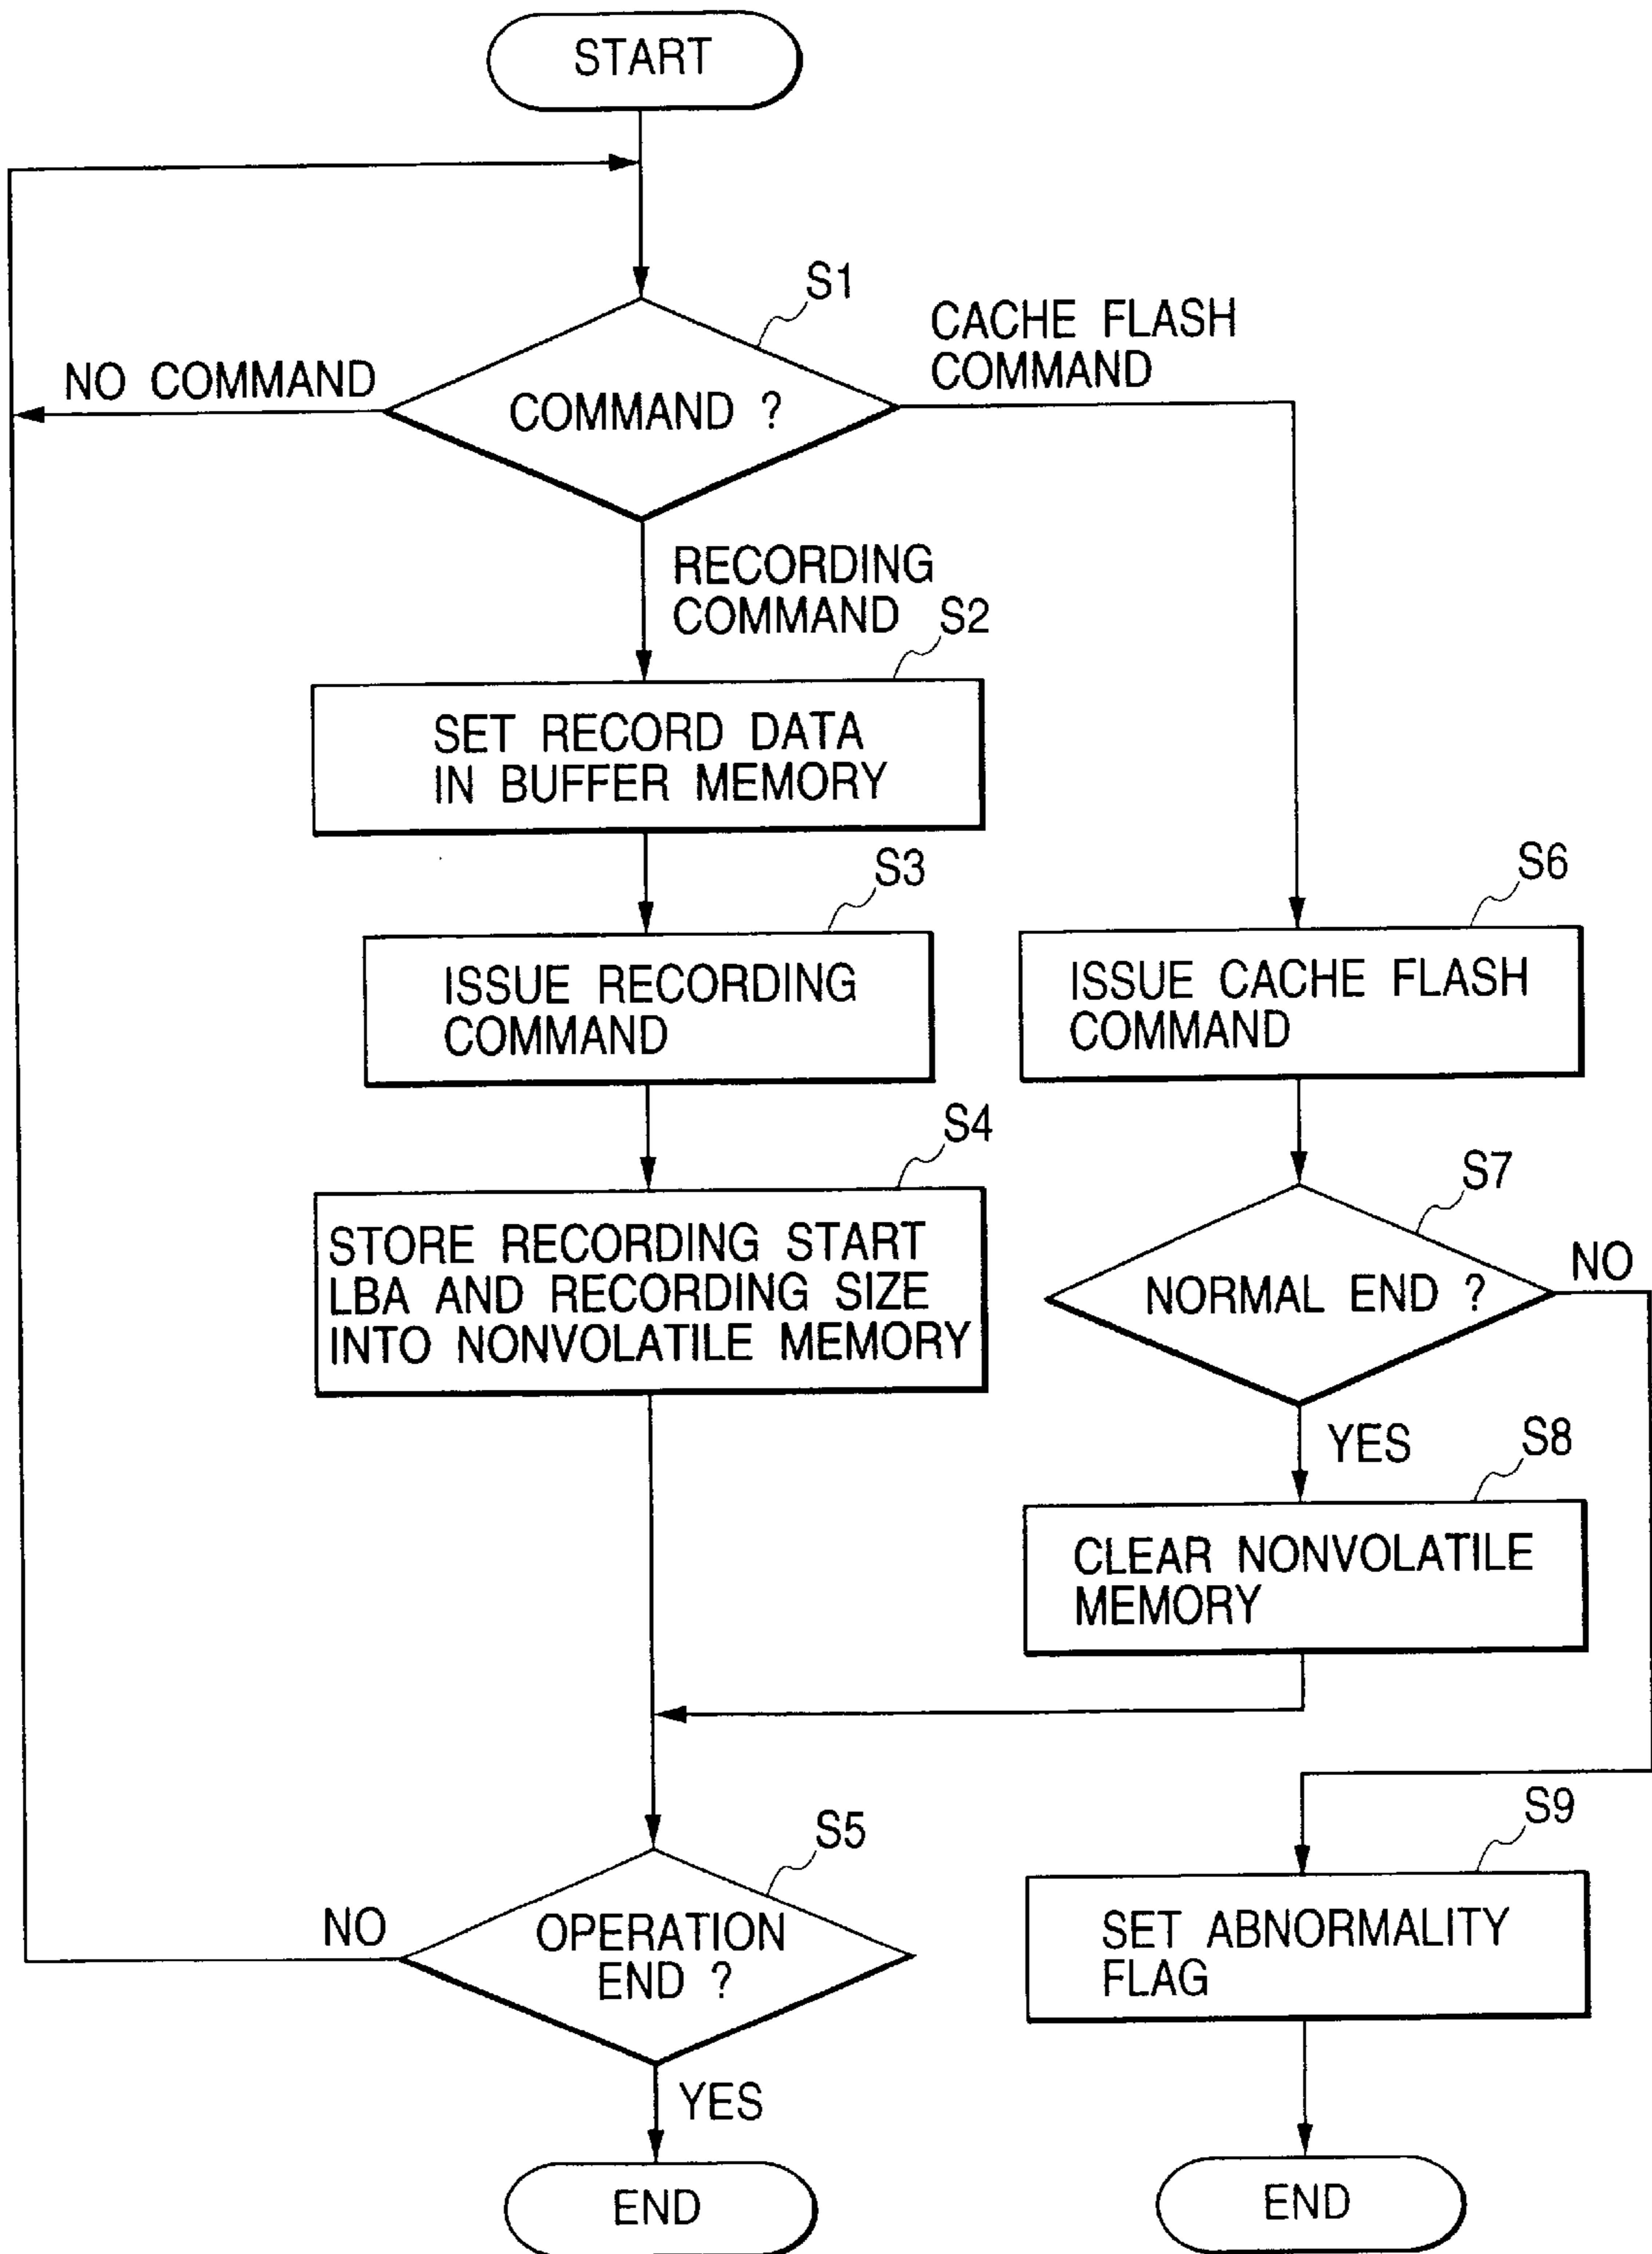 START
S1
CACHE FLASH
COMMAND
NO COMMAND
COMMAND ?
RECORDING
COMMAND
S2
SET RECORD DATA
IN BUFFER MEMORY
S3
ISSUE RECORDING
COMMAND
S6
ISSUE CACHE FLASH
COMMAND
S4
STORE RECORDING START
LBA AND RECORDING SIZE
INTO NONVOLATILE MEMORY
S7
NORMAL END ?
NO
YES
S8
CLEAR NONVOLATILE
MEMORY
S5
OPERATION
END ?
NO
YES
END
S9
SET ABNORMALITY
FLAG
END